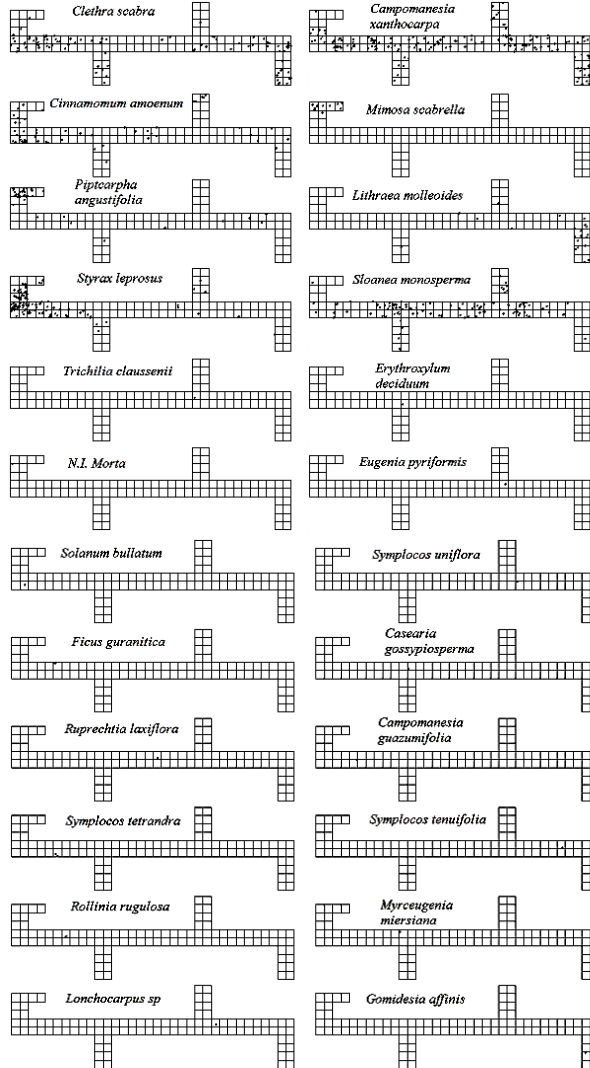 Clethra scabra
Campomanesia
xanthocarpa
Cinnamomum amoenum
Mimosa scabrella
Piptcarpha
angustifolia
Lithraea molleoides
Styrax leprosus
Sloanea monosperma
Trichilia claussenii
Erythroxylum
deciduum
N.I. Morta
Eugenia pyriformis
Solanum bullatum
Symplocos uniflora
Ficus guranitica
Casearia
gossypiosperma
Ruprechtia laxiflora
Campomanesia
guazumifolia
Symplocos tetrandra
Symplocos tenuifolia
Rollinia rugulosa
Myrceugenia
miersiana
Lonchocarpus sp
Gomidesia affinis